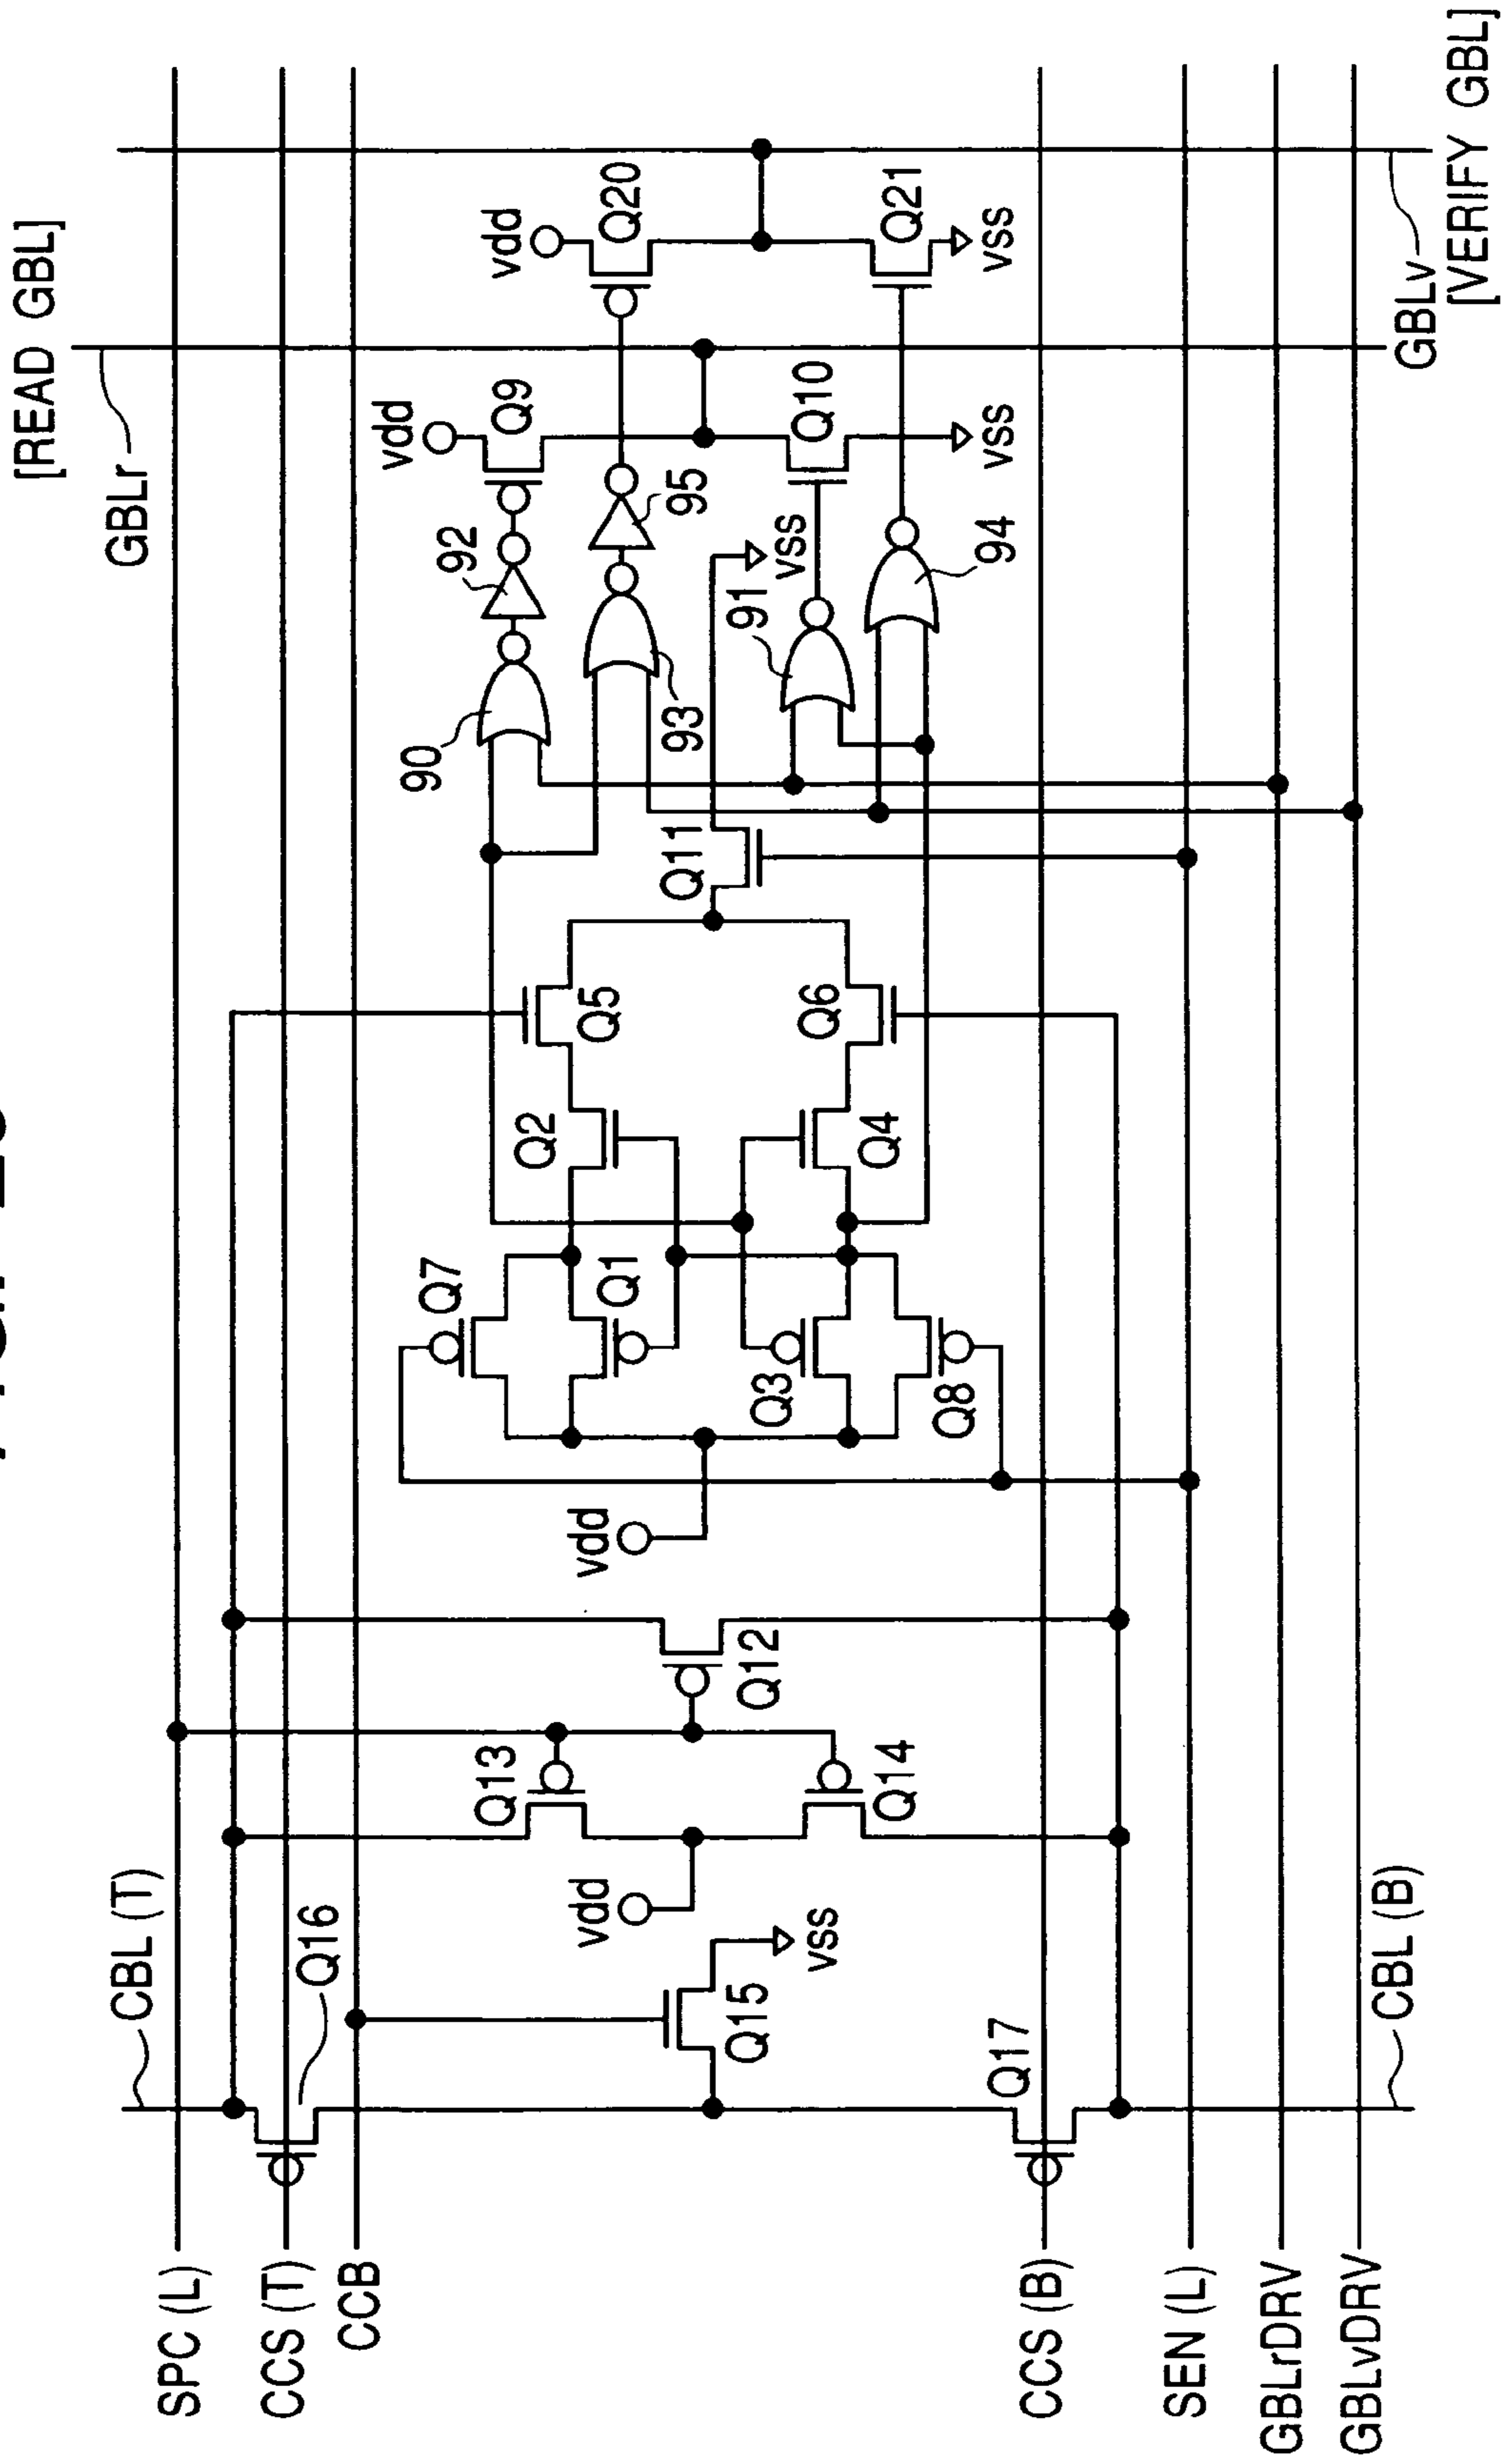 [READ GBL]
GBLr
vdd
Q20
vdd
Q9
92
95
Q10
vss
Q21
vss
90
93
91
vss
94
Q11
Q5
Q6
Q2
Q4
Q7
Q1
Q3
Q8
vdd
Q12
Q13
Q14
vdd
CBL (T)
Q16
Q15
vss
Q17
CBL (B)
SPC (L)
CCS (T)
CCB
CCS (B)
SEN (L)
GBLrDRV
GBLvDRV
GBLv
[VERIFY GBL]